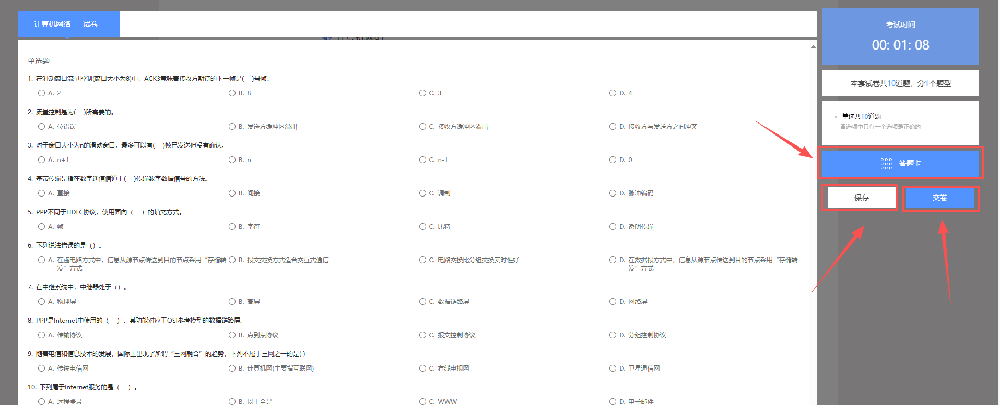 计算机网络 — 试卷一
考试时间
00: 01: 08
本套试卷共10道题，分1个题型
单选共10道题
备选项中只有一个选项是正确的
答题卡
保存
交卷
单选题
1. 在滑动窗口流量控制(窗口大小为8)中，ACK3意味着接收方期待的下一帧是(    )号帧。
A. 2 B. 8 C. 3 D. 4
2. 流量控制是为(    )所需要的。
A. 位错误 B. 发送方缓冲区溢出 C. 接收方缓冲区溢出 D. 接收方与发送方之间冲突
3. 对于窗口大小为n的滑动窗口，最多可以有(    )帧已发送但没有确认。
A. n+1 B. n C. n-1 D. 0
4. 基带传输是指在数字通信信道上(    )传输数字数据信号的方法。
A. 直接 B. 间接 C. 调制 D. 脉冲编码
5. PPP不同于HDLC协议，使用面向（    ）的填充方式。
A. 帧 B. 字符 C. 比特 D. 透明传输
6. 下列说法错误的是（）。
A. 在虚电路方式中，信息从源节点传送到目的节点采用“存储转 B. 报文交换方式适合交互式通信 C. 电路交换比分组交换实时性好 D. 在数据报方式中，信息从源节点传送到目的节点采用“存储转
发”方式 发”方式
7. 在中继系统中，中继器处于（）。
A. 物理层 B. 高层 C. 数据链路层 D. 网络层
8. PPP是Internet中使用的（    ），其功能对应于OSI参考模型的数据链路层。
A. 传输协议 B. 点到点协议 C. 报文控制协议 D. 分组控制协议
9. 随着电信和信息技术的发展，国际上出现了所谓“三网融合”的趋势，下列不属于三网之一的是( )
A. 传统电信网 B. 计算机网(主要指互联网) C. 有线电视网 D. 卫星通信网
10. 下列属于Internet服务的是（    ）。
A. 远程登录 B. 以上全是 C. WWW D. 电子邮件